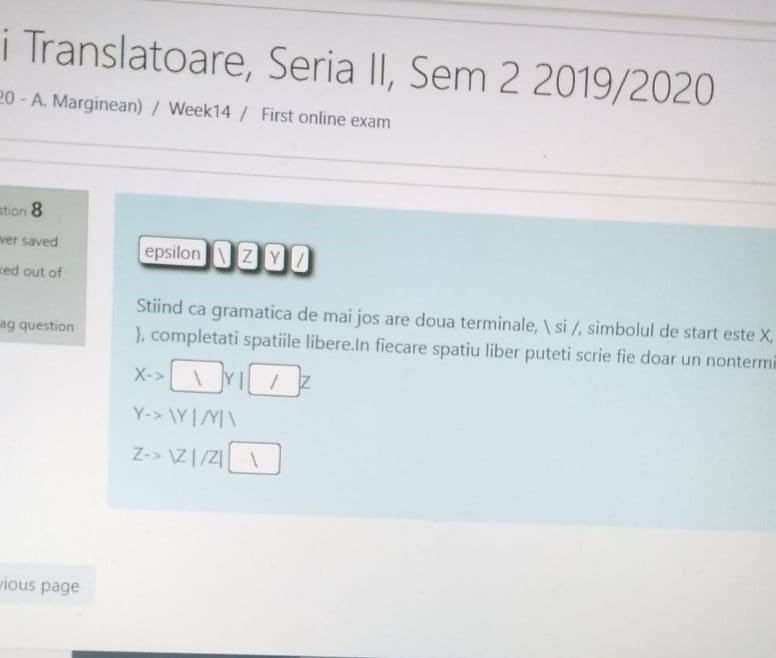 i Translatoare, Seria II, Sem 2 2019/2020
20 - A. Marginean) / Week14 / First online exam
stion 8
ver saved
ked out of
ag question
epsilon \ Z Y /
Stiind ca gramatica de mai jos are doua terminale, \ si /, simbolul de start este X,
}, completati spatiile libere.In fiecare spatiu liber puteti scrie fie doar un nontermi
X-> \ Y | / Z
Y-> \Y | /Y| \
Z-> \Z | /Z| \
vious page